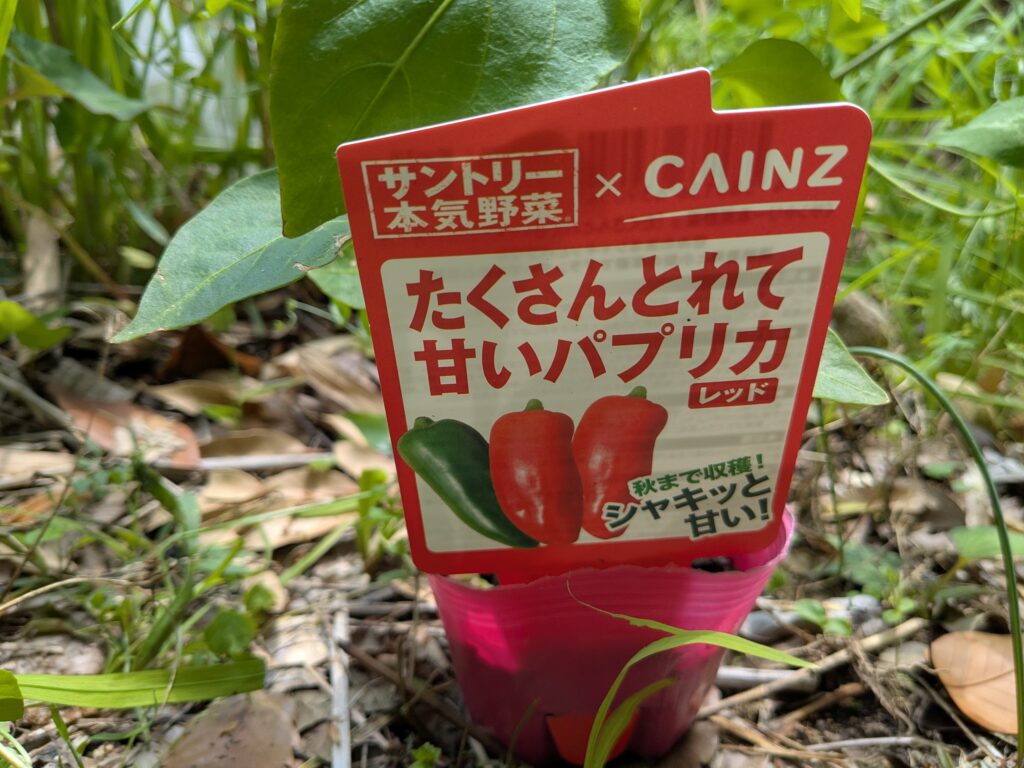 サントリー
本気野菜
×
CAINZ
たくさんとれて
甘いパプリカ
レッド
秋まで収穫!
シャキッと
甘い!